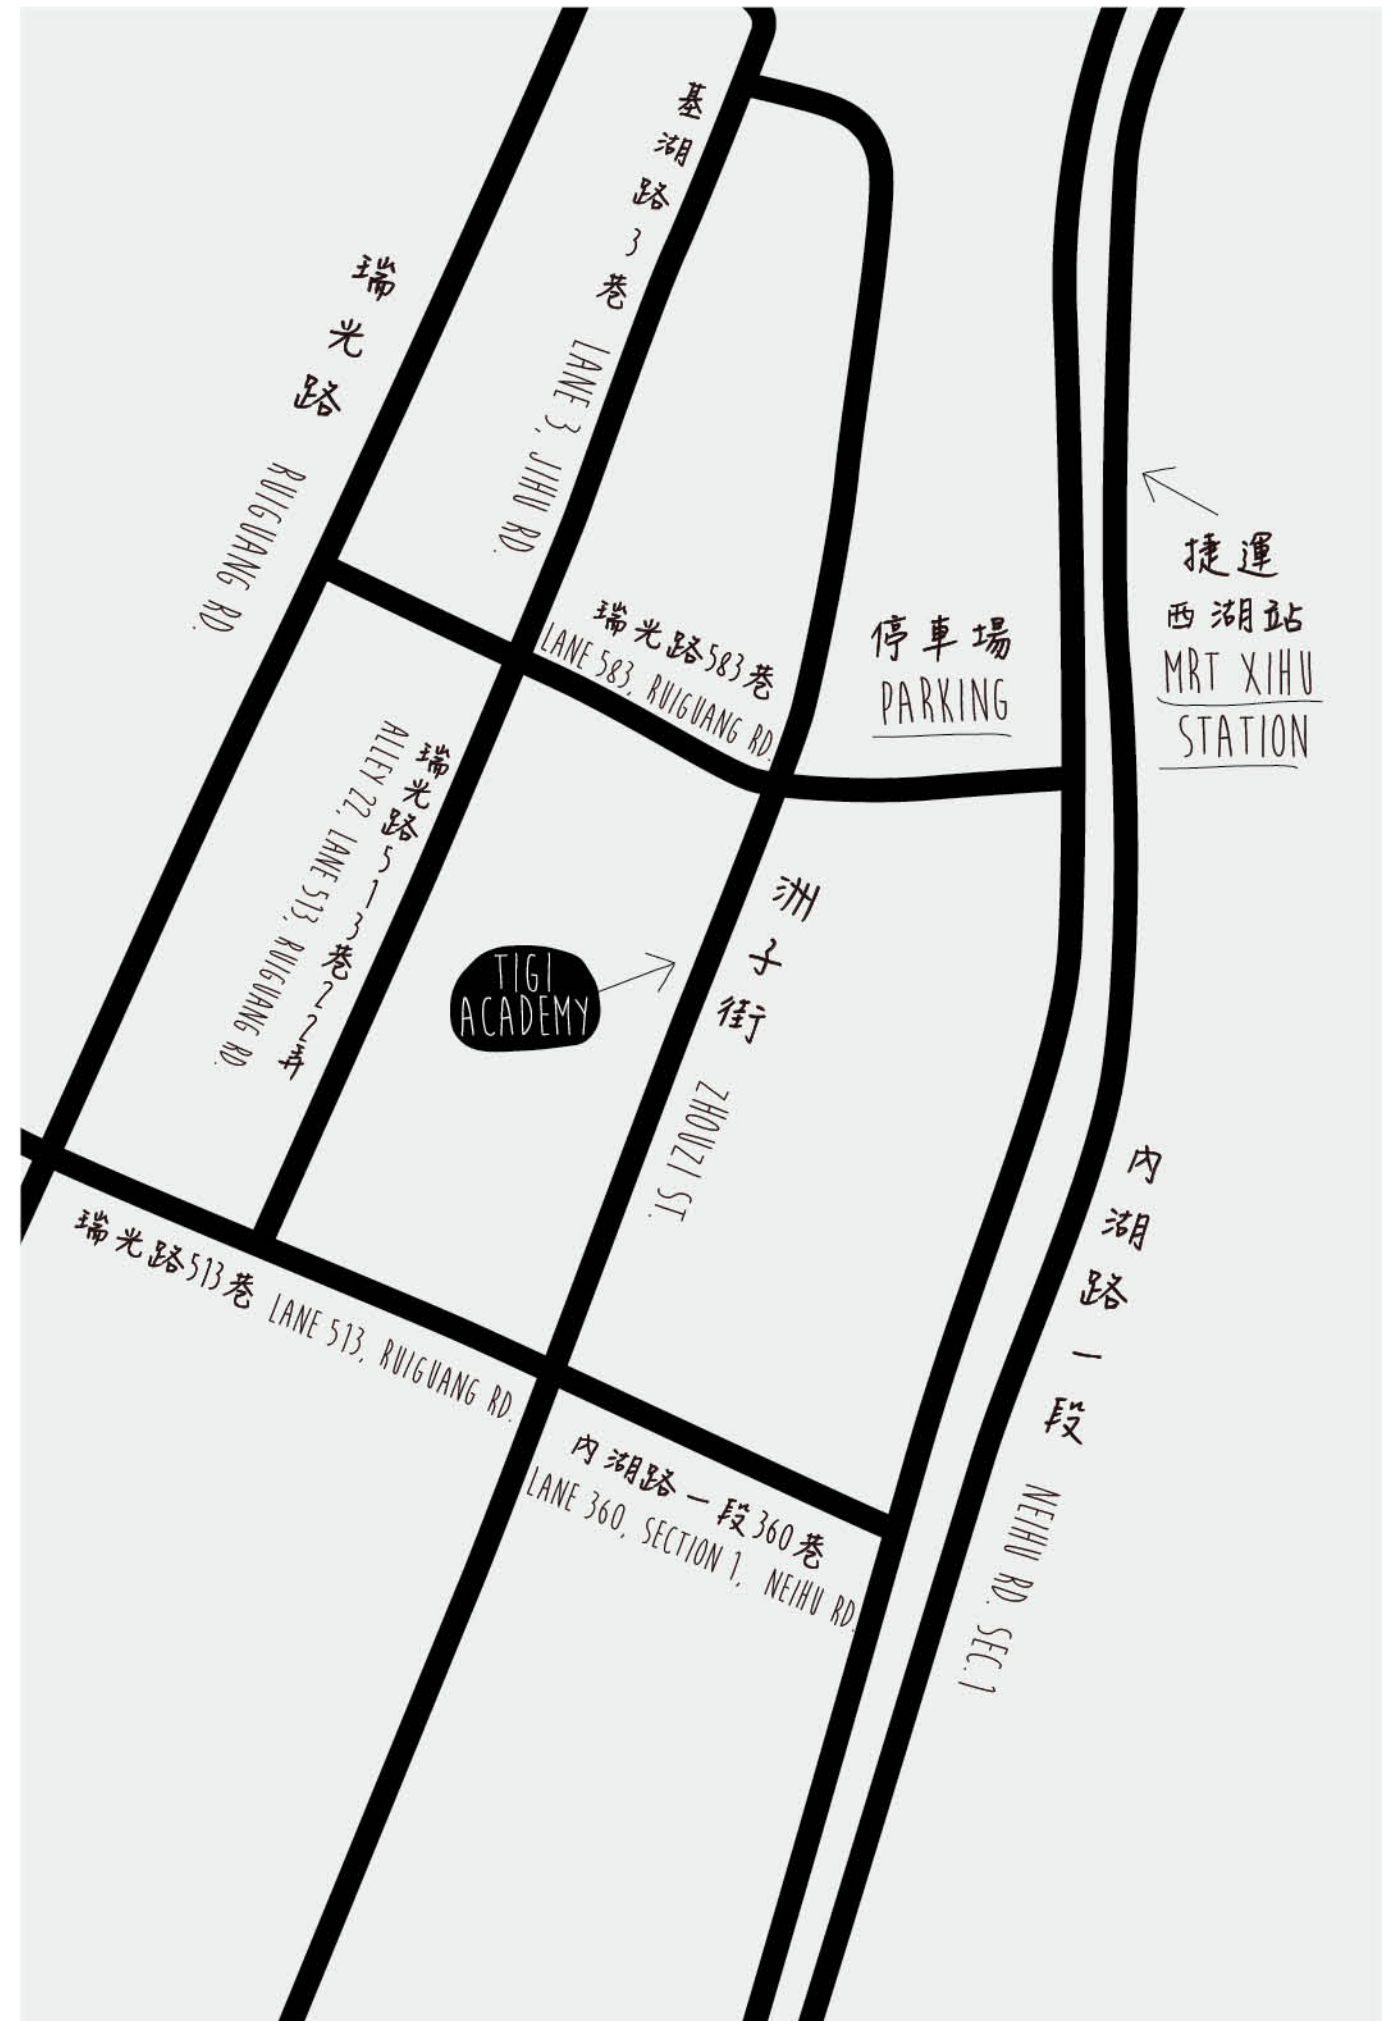 基湖路3巷
LANE 3, JIHU RD.
瑞光路
RUIGUANG RD.
捷運
西湖站
MRT XIHU
STATION
瑞光路583巷
LANE 583, RUIGUANG RD.
停車場
PARKING
瑞光路513巷22弄
ALLEY 22, LANE 513, RUIGUANG RD.
洲子街
ZHOUZI ST.
TIGI
ACADEMY
內湖路一段
NEIHU RD. SEC.1
瑞光路513巷 LANE 513, RUIGUANG RD.
內湖路一段360巷
LANE 360, SECTION 1, NEIHU RD.